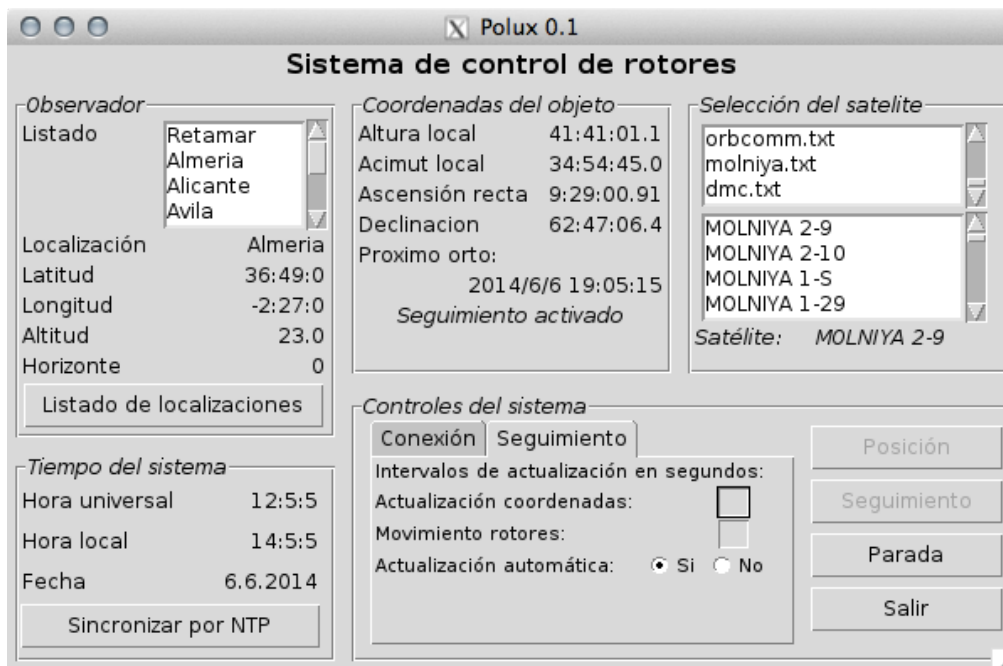 Polux 0.1
Sistema de control de rotores
Observador
Listado
Retamar
Almeria
Alicante
Avila
Localización Almeria
Latitud 36:49:0
Longitud -2:27:0
Altitud 23.0
Horizonte 0
Listado de localizaciones
Tiempo del sistema
Hora universal 12:5:5
Hora local 14:5:5
Fecha 6.6.2014
Sincronizar por NTP
Coordenadas del objeto
Altura local 41:41:01.1
Acimut local 34:54:45.0
Ascensión recta 9:29:00.91
Declinacion 62:47:06.4
Proximo orto:
2014/6/6 19:05:15
Seguimiento activado
Selección del satelite
orbcomm.txt
molniya.txt
dmc.txt
MOLNIYA 2-9
MOLNIYA 2-10
MOLNIYA 1-S
MOLNIYA 1-29
Satélite: MOLNIYA 2-9
Controles del sistema
Conexión Seguimiento
Intervalos de actualización en segundos:
Actualización coordenadas:
Movimiento rotores:
Actualización automática: Si No
Posición
Seguimiento
Parada
Salir